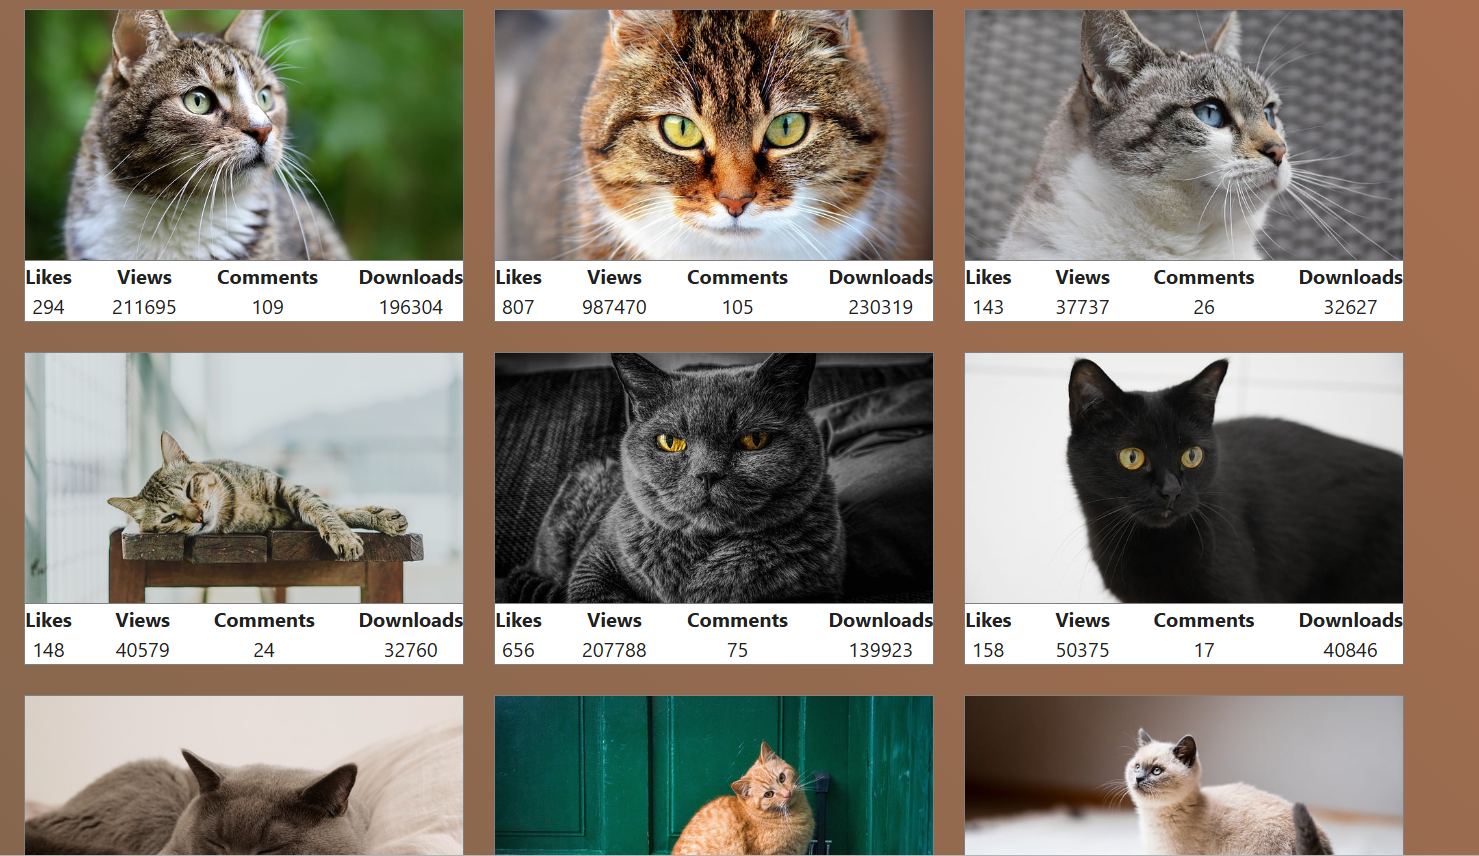 Likes Views Comments Downloads
294 211695 109 196304
Likes Views Comments Downloads
807 987470 105 230319
Likes Views Comments Downloads
143 37737 26 32627
Likes Views Comments Downloads
148 40579 24 32760
Likes Views Comments Downloads
656 207788 75 139923
Likes Views Comments Downloads
158 50375 17 40846